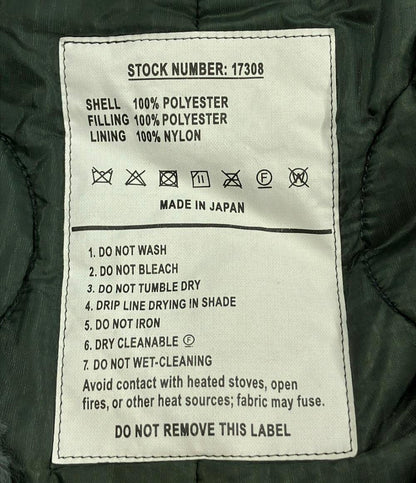 STOCK NUMBER: 17308
SHELL 100% POLYESTER
FILLING 100% POLYESTER
LINING 100% NYLON
F W
MADE IN JAPAN
1. DO NOT WASH
2. DO NOT BLEACH
3. DO NOT TUMBLE DRY
4. DRIP LINE DRYING IN SHADE
5. DO NOT IRON
6. DRY CLEANABLE Ⓕ
7. DO NOT WET-CLEANING
Avoid contact with heated stoves, open
fires, or other heat sources; fabric may fuse.
DO NOT REMOVE THIS LABEL